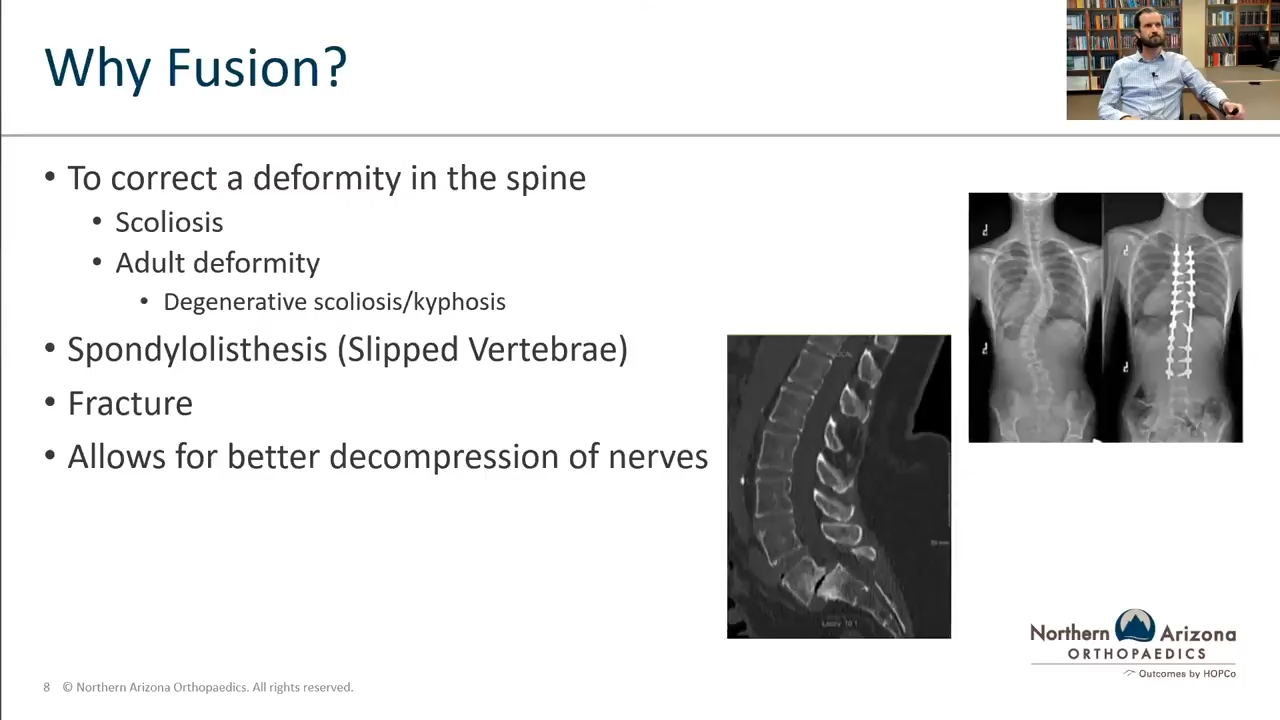 Why Fusion?
• To correct a deformity in the spine
• Scoliosis
• Adult deformity
• Degenerative scoliosis/kyphosis
• Spondylolisthesis (Slipped Vertebrae)
• Fracture
• Allows for better decompression of nerves
Northern Arizona
ORTHOPAEDICS
Outcomes by HOPCo
8 © Northern Arizona Orthopaedics. All rights reserved.